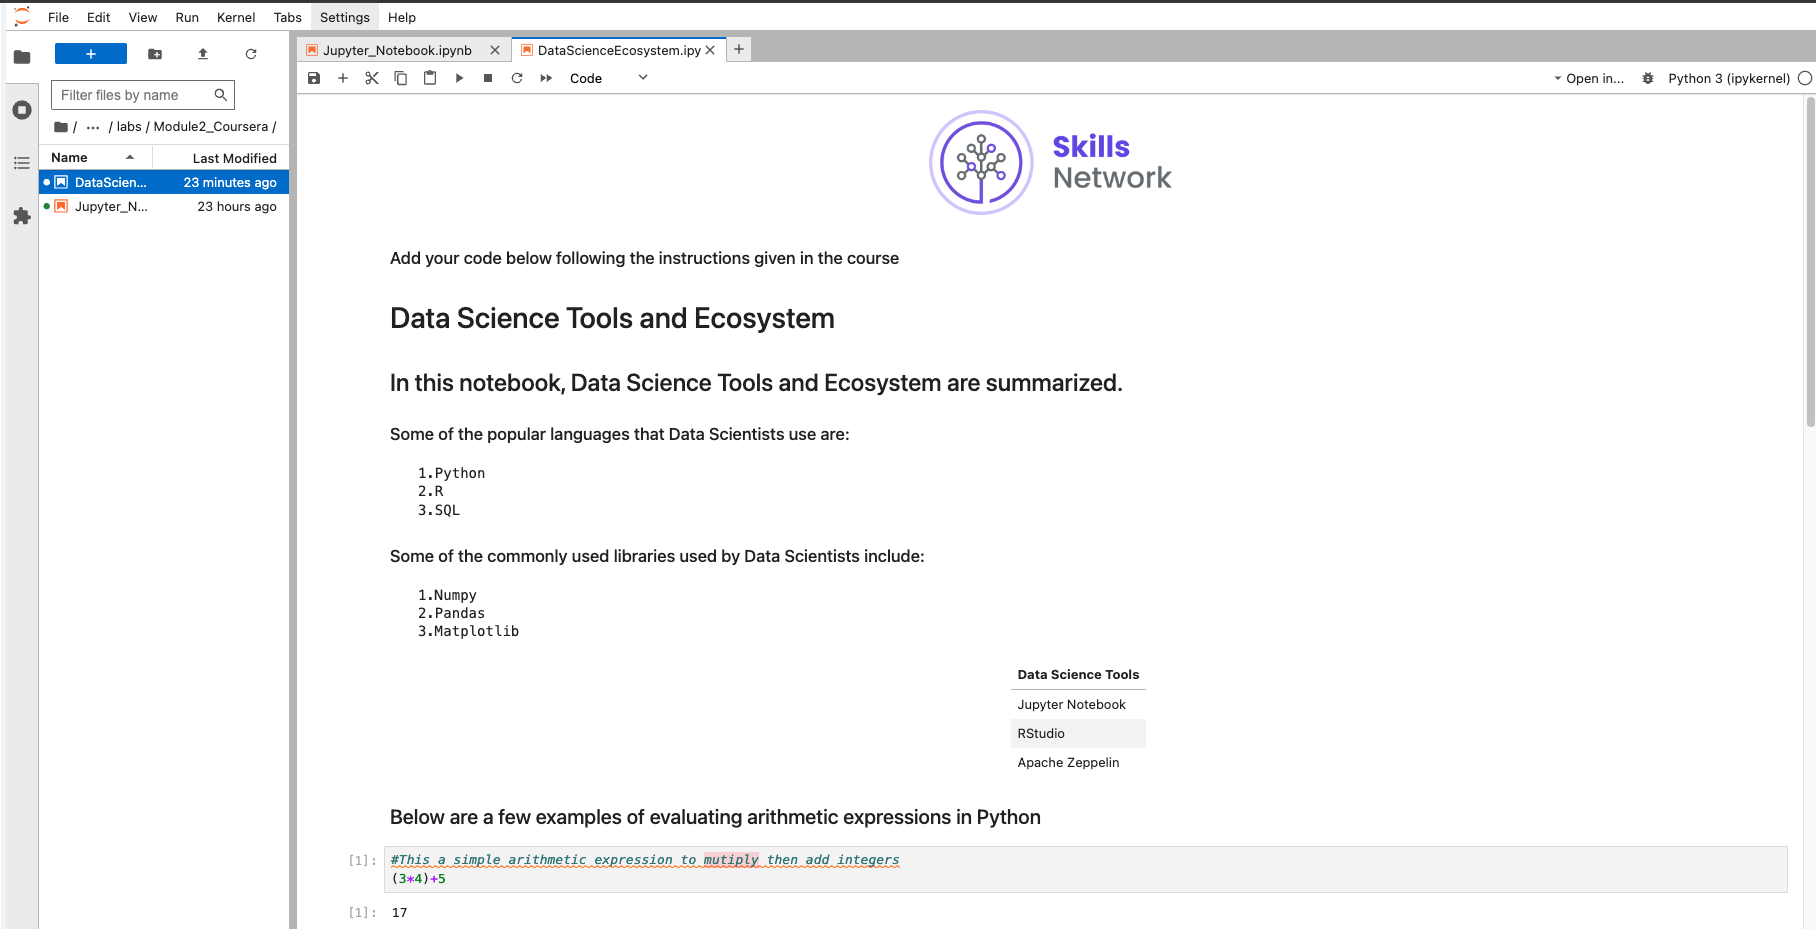 File Edit View Run Kernel Tabs Settings Help
+
Filter files by name
/ ... / labs / Module2_Coursera /
Name Last Modified
DataScien... 23 minutes ago
Jupyter_N... 23 hours ago
Jupyter_Notebook.ipynb
DataScienceEcosystem.ipy
+
Code
Open in...
Python 3 (ipykernel)
Skills
Network
Add your code below following the instructions given in the course
Data Science Tools and Ecosystem
In this notebook, Data Science Tools and Ecosystem are summarized.
Some of the popular languages that Data Scientists use are:
1.Python
2.R
3.SQL
Some of the commonly used libraries used by Data Scientists include:
1.Numpy
2.Pandas
3.Matplotlib
Data Science Tools
Jupyter Notebook
RStudio
Apache Zeppelin
Below are a few examples of evaluating arithmetic expressions in Python
[1]: #This a simple arithmetic expression to mutiply then add integers
(3*4)+5
[1]: 17